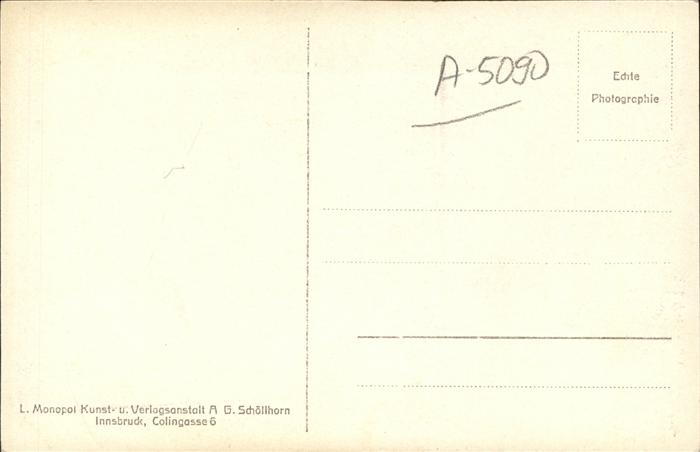 A-5090
Echte
Photographie
L. Monopol Kunst- u. Verlagsanstalt A G. Schöllhorn
Innsbruck, Colingasse 6